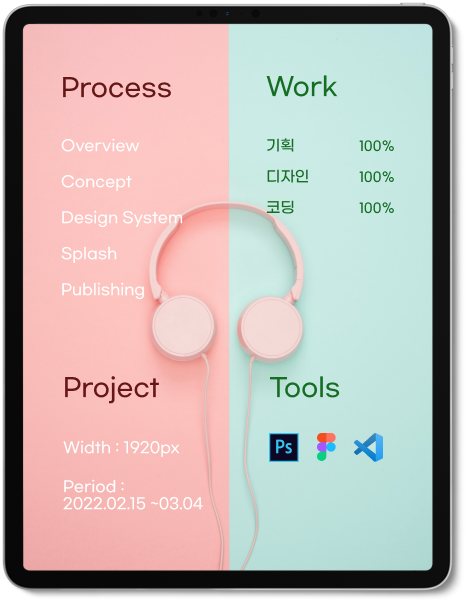 Process
Overview
Concept
Design System
Splash
Publishing
Work
기획 100%
디자인 100%
코딩 100%
Project
Width : 1920px
Period :
2022.02.15 ~03.04
Tools
Ps